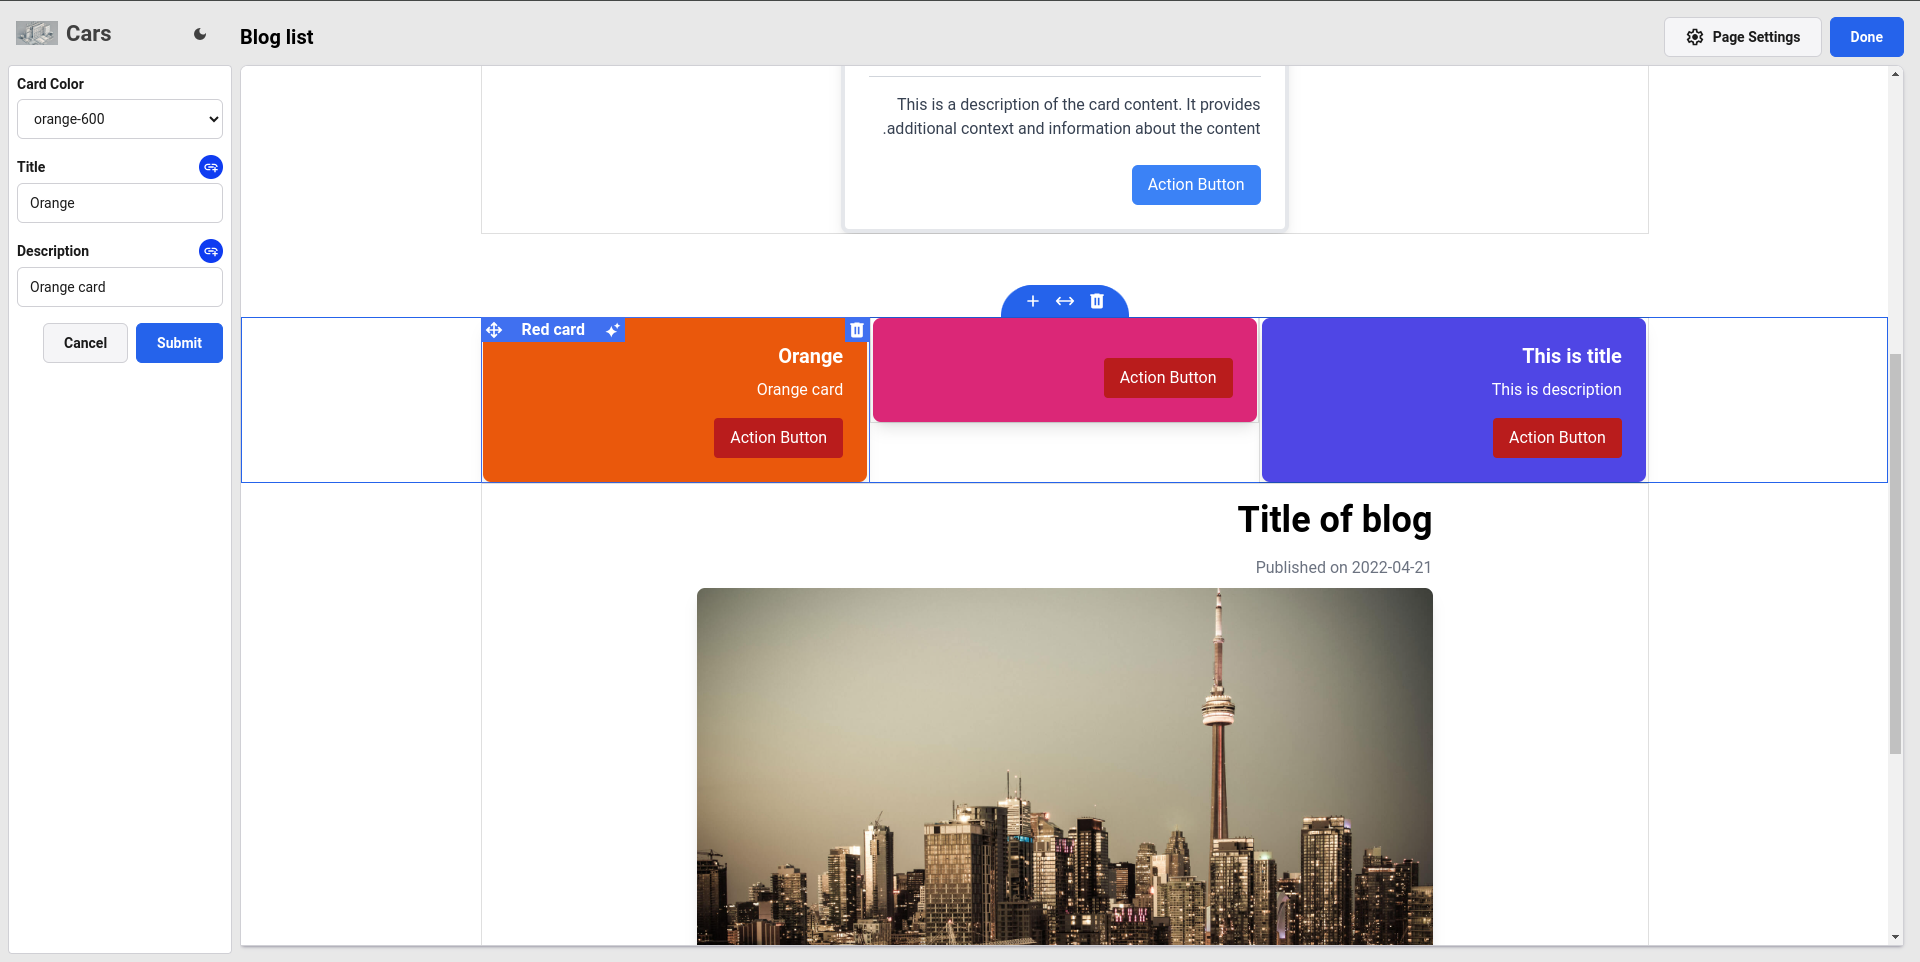 Cars
Blog list
Page Settings
Done
Card Color
orange-600
Title
Orange
Description
Orange card
Cancel
Submit
This is a description of the card content. It provides
.additional context and information about the content
Action Button
Red card
Orange
Orange card
Action Button
Action Button
This is title
This is description
Action Button
Title of blog
Published on 2022-04-21